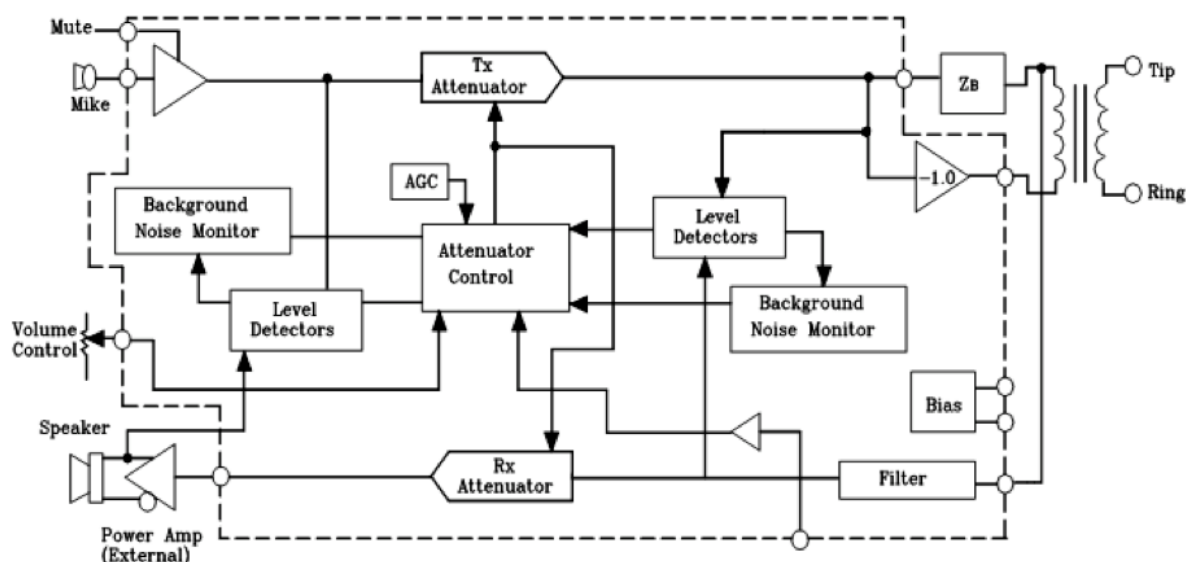 Mute
Mike
Tx
Attenuator
ZB
Tip
AGC
-1.0
Ring
Background
Noise Monitor
Level
Detectors
Attenuator
Control
Level
Detectors
Background
Noise Monitor
Volume
Control
Bias
Speaker
Rx
Attenuator
Filter
Power Amp
(External)